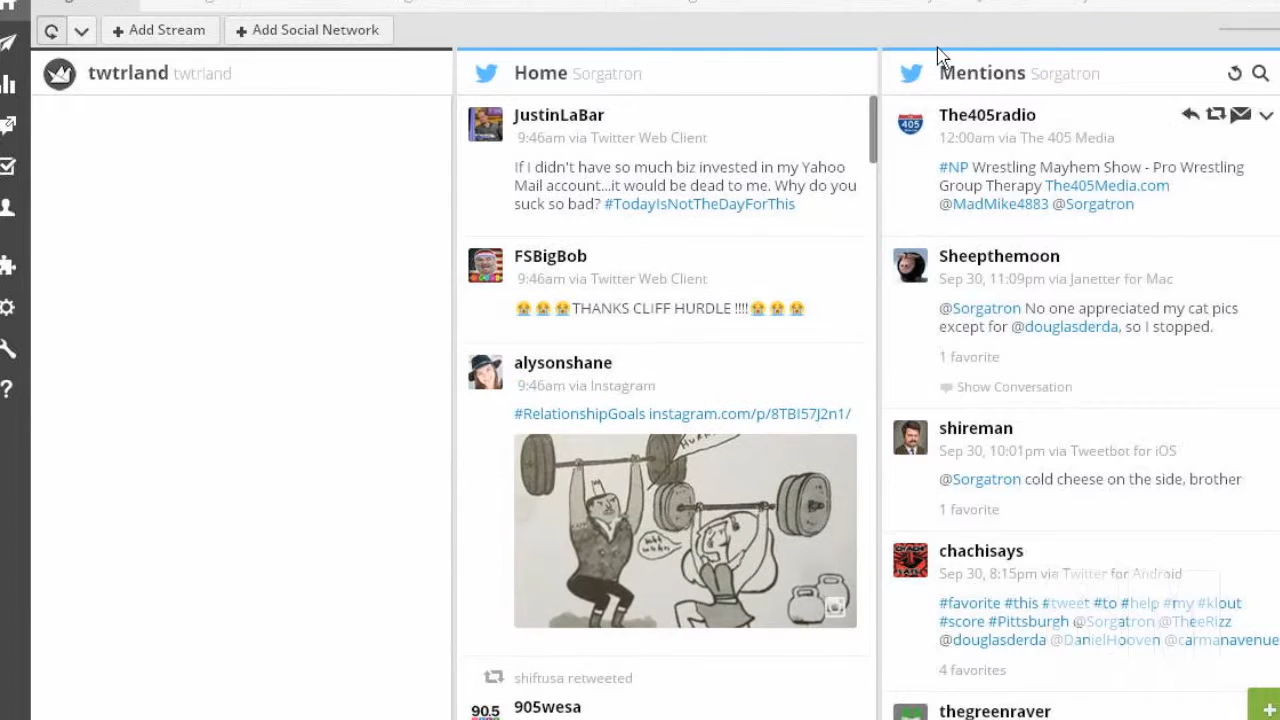 Add Stream
Add Social Network
twtrland twtrland
Home Sorgatron
JustinLaBar
9:46am via Twitter Web Client
If I didn't have so much biz invested in my Yahoo
Mail account...it would be dead to me. Why do you
suck so bad? #TodayIsNotTheDayForThis
FSBigBob
9:46am via Twitter Web Client
😭😭😭THANKS CLIFF HURDLE !!!!😭😭😭
alysonshane
9:46am via Instagram
#RelationshipGoals instagram.com/p/8TBI57J2n1/
shiftusa retweeted
90.5
905wesa
Mentions Sorgatron
405
The405radio
12:00am via The 405 Media
#NP Wrestling Mayhem Show - Pro Wrestling
Group Therapy The405Media.com
@MadMike4883 @Sorgatron
Sheepthemoon
Sep 30, 11:09pm via Janetter for Mac
@Sorgatron No one appreciated my cat pics
except for @douglasderda, so I stopped.
1 favorite
Show Conversation
shireman
Sep 30, 10:01pm via Tweetbot for iOS
@Sorgatron cold cheese on the side, brother
1 favorite
chachisays
Sep 30, 8:15pm via Twitter for Android
#favorite #this #tweet #to #help #my #klout
#score #Pittsburgh @Sorgatron @TheeRizz
@douglasderda @DanielHooven @carmanavenue
4 favorites
thegreenraver